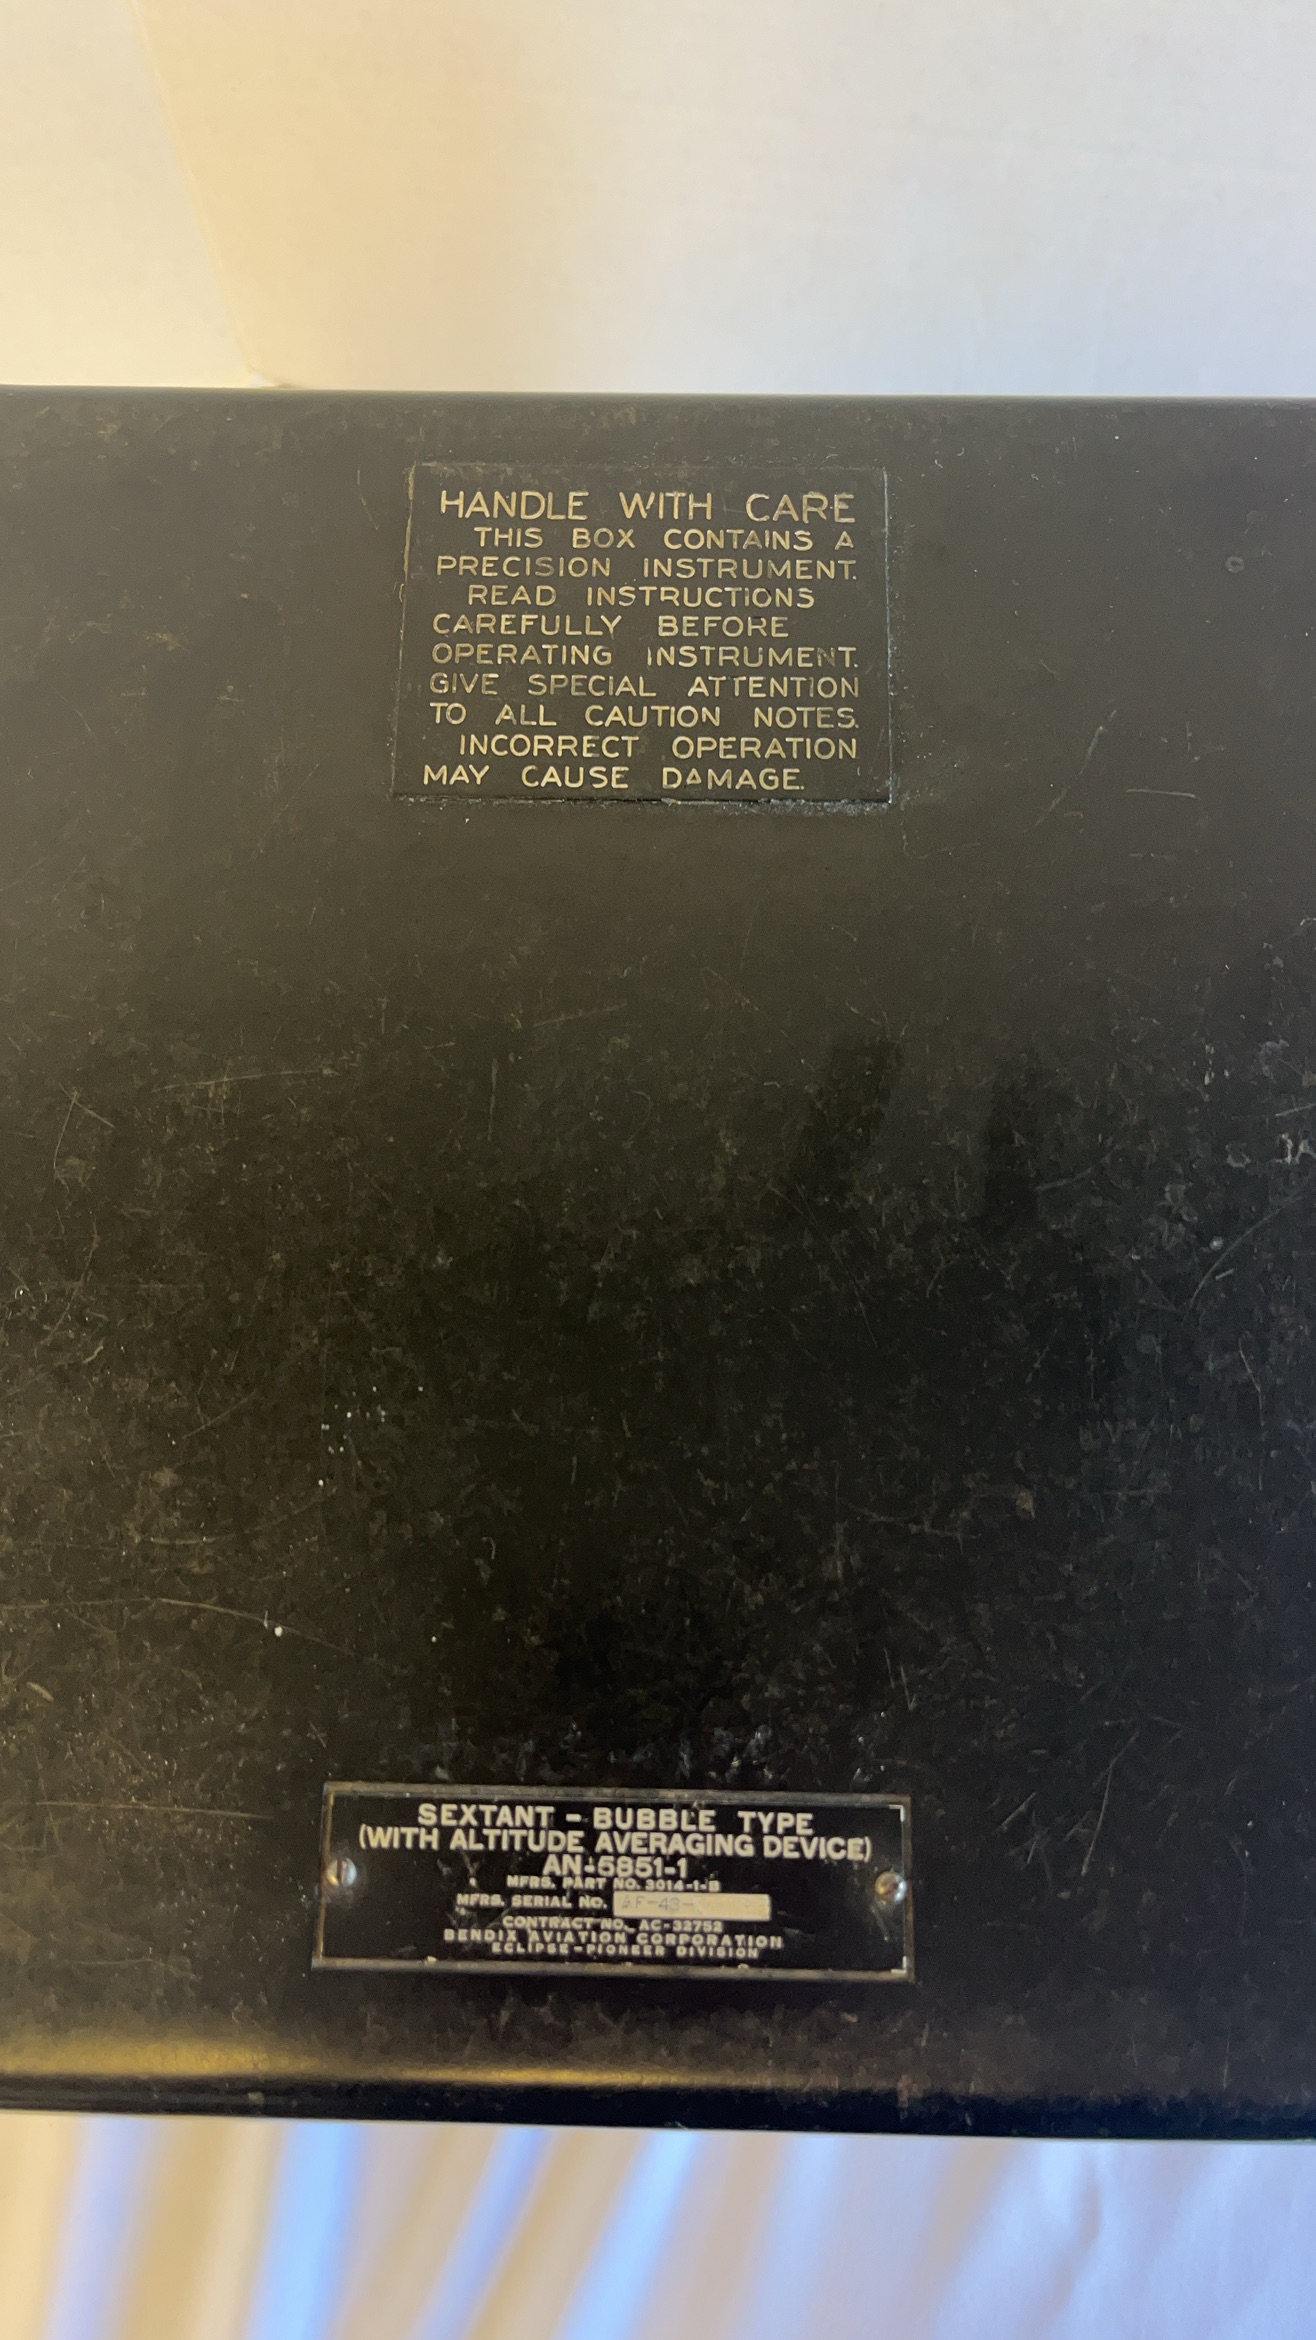 HANDLE WITH CARE
THIS BOX CONTAINS A
PRECISION INSTRUMENT.
READ INSTRUCTIONS
CAREFULLY BEFORE
OPERATING INSTRUMENT.
GIVE SPECIAL ATTENTION
TO ALL CAUTION NOTES.
INCORRECT OPERATION
MAY CAUSE DAMAGE.
SEXTANT - BUBBLE TYPE
(WITH ALTITUDE AVERAGING DEVICE)
AN-5851-1
MFRS. PART NO. 3014-1-B
MFRS. SERIAL NO.
CONTRACT NO. AC-32752
BENDIX AVIATION CORPORATION
ECLIPSE-PIONEER DIVISION